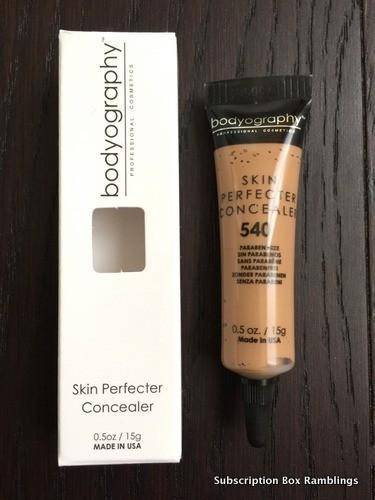 bodyography™
PROFESSIONAL COSMETICS
Skin Perfecter
Concealer
0.5oz / 15g
MADE IN USA
bodyography™
PROFESSIONAL COSMETICS
SKIN
PERFECTER
CONCEALER
540
PARABEN FREE
SIN PARABENOS
SANS PARABÈNE
PARABENFREI
ZONDER PARABENEN
SENZA PARABENI
0.5 oz. / 15g
Made In USA
Subscription Box Ramblings